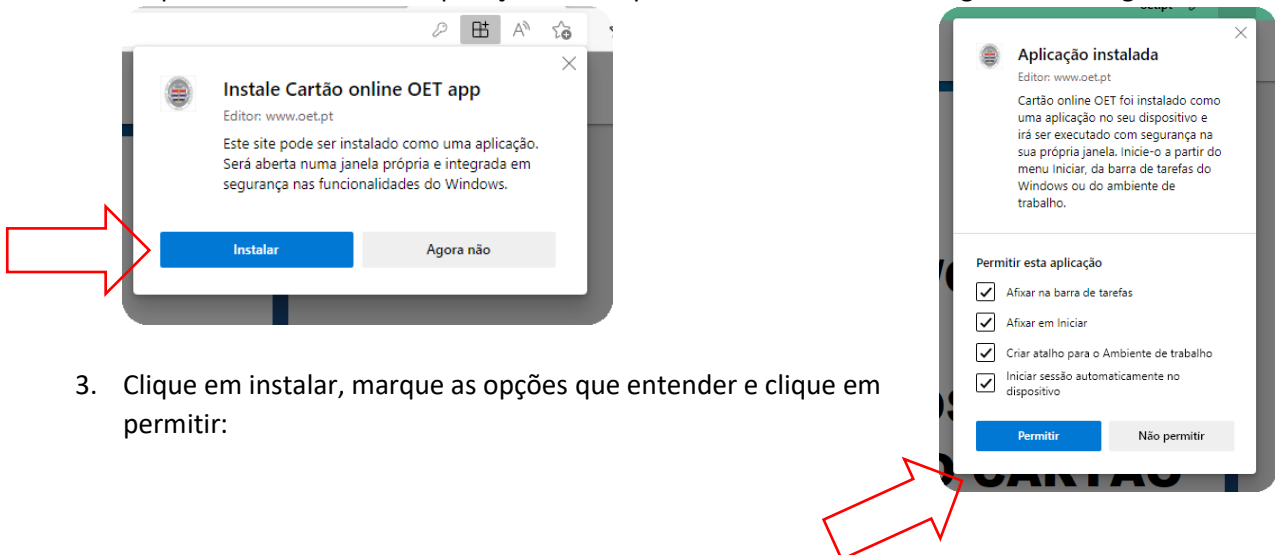 Instale Cartão online OET app
Editor: www.oet.pt
Este site pode ser instalado como uma aplicação.
Será aberta numa janela própria e integrada em
segurança nas funcionalidades do Windows.
Instalar
Agora não
Aplicação instalada
Editor: www.oet.pt
Cartão online OET foi instalado como
uma aplicação no seu dispositivo e
irá ser executado com segurança na
sua própria janela. Inicie-o a partir do
menu Iniciar, da barra de tarefas do
Windows ou do ambiente de
trabalho.
Permitir esta aplicação
Afixar na barra de tarefas
Afixar em Iniciar
Criar atalho para o Ambiente de trabalho
Iniciar sessão automaticamente no
dispositivo
Permitir
Não permitir
CARTÃO
3. Clique em instalar, marque as opções que entender e clique em
permitir: